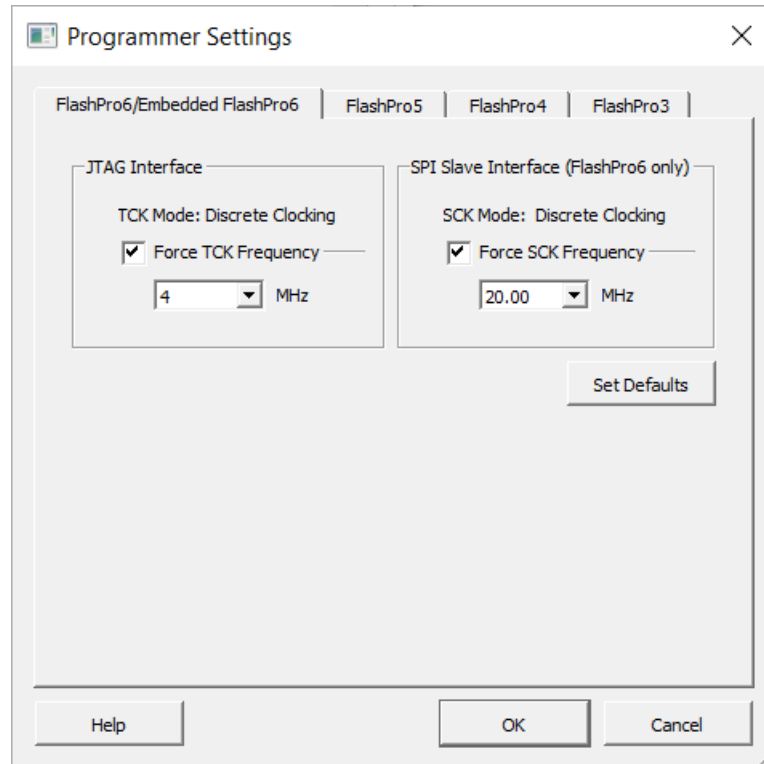 Programmer Settings
FlashPro6/Embedded FlashPro6
FlashPro5
FlashPro4
FlashPro3
JTAG Interface
TCK Mode: Discrete Clocking
Force TCK Frequency
4
MHz
SPI Slave Interface (FlashPro6 only)
SCK Mode: Discrete Clocking
Force SCK Frequency
20.00
MHz
Set Defaults
Help
OK
Cancel